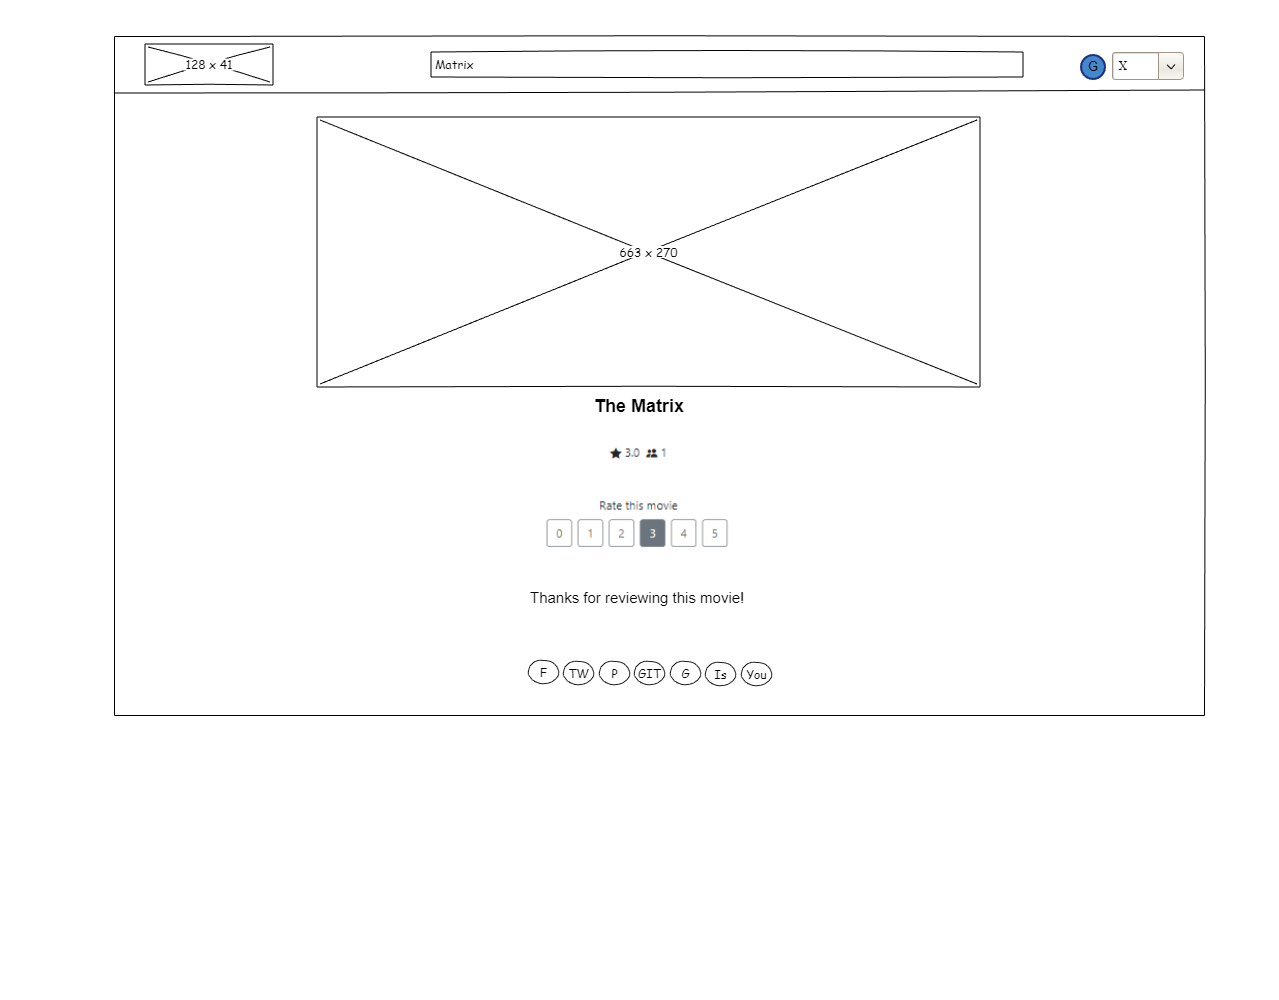 128 x 41
Matrix
G
X
663 x 270
The Matrix
3.0 1
Rate this movie
0 1 2 3 4 5
Thanks for reviewing this movie!
F TW P GIT G Is You